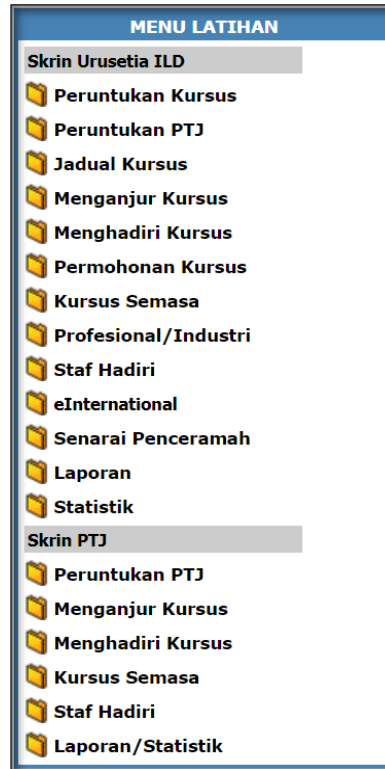 MENU LATIHAN
Skrin Urusetia ILD
Peruntukan Kursus
Peruntukan PTJ
Jadual Kursus
Menganjur Kursus
Menghadiri Kursus
Permohonan Kursus
Kursus Semasa
Profesional/Industri
Staf Hadiri
eInternational
Senarai Penceramah
Laporan
Statistik
Skrin PTJ
Peruntukan PTJ
Menganjur Kursus
Menghadiri Kursus
Kursus Semasa
Staf Hadiri
Laporan/Statistik